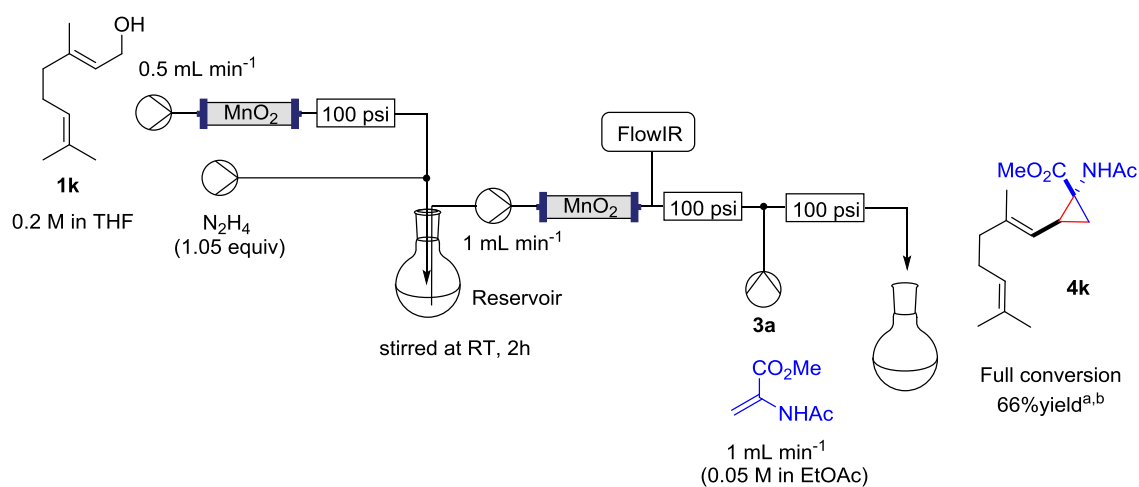 OH
1k
0.2 M in THF
0.5 mL min⁻¹
MnO₂
100 psi
N₂H₄
(1.05 equiv)
Reservoir
stirred at RT, 2h
1 mL min⁻¹
MnO₂
FlowIR
100 psi
100 psi
3a
CO₂Me
NHAc
1 mL min⁻¹
(0.05 M in EtOAc)
MeO₂C
NHAc
4k
Full conversion
66%yieldᵃ,ᵇ